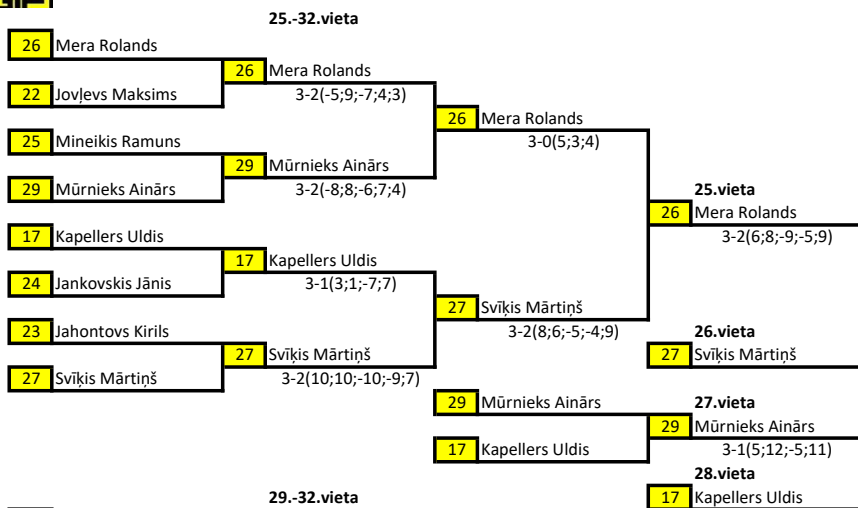 25.-32.vieta
26 Mera Rolands
26 Mera Rolands
22 Jovļevs Maksims
3-2(-5;9;-7;4;3)
26 Mera Rolands
25 Mineikis Ramuns
3-0(5;3;4)
29 Mūrnieks Ainārs
29 Mūrnieks Ainārs
3-2(-8;8;-6;7;4)
25.vieta
26 Mera Rolands
17 Kapellers Uldis
3-2(6;8;-9;-5;9)
17 Kapellers Uldis
24 Jankovskis Jānis
3-1(3;1;-7;7)
27 Svīķis Mārtiņš
23 Jahontovs Kirils
3-2(8;6;-5;-4;9)
26.vieta
27 Svīķis Mārtiņš
27 Svīķis Mārtiņš
27 Svīķis Mārtiņš
3-2(10;10;-10;-9;7)
29 Mūrnieks Ainārs
27.vieta
29 Mūrnieks Ainārs
17 Kapellers Uldis
3-1(5;12;-5;11)
28.vieta
29.-32.vieta
17 Kapellers Uldis